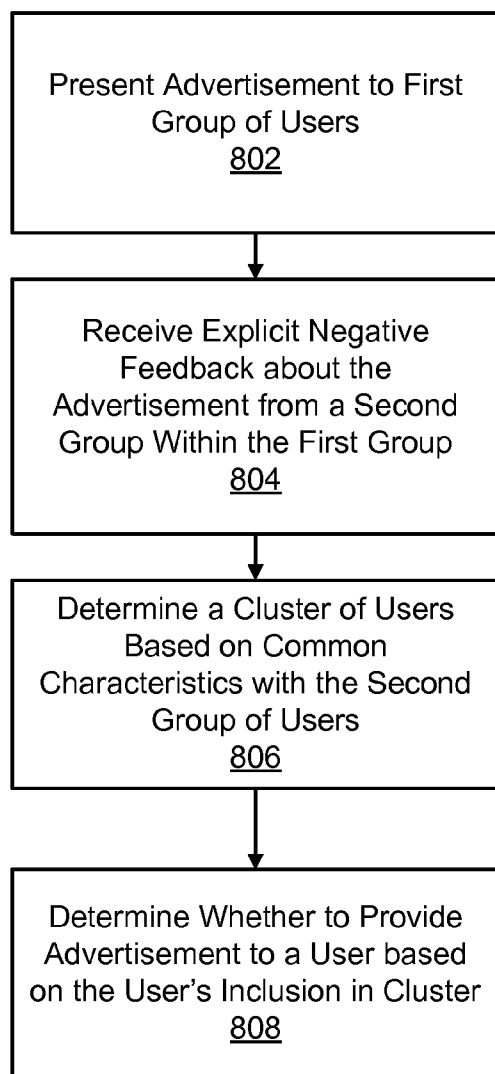 Present Advertisement to First
Group of Users
802
Receive Explicit Negative
Feedback about the
Advertisement from a Second
Group Within the First Group
804
Determine a Cluster of Users
Based on Common
Characteristics with the Second
Group of Users
806
Determine Whether to Provide
Advertisement to a User based
on the User's Inclusion in Cluster
808